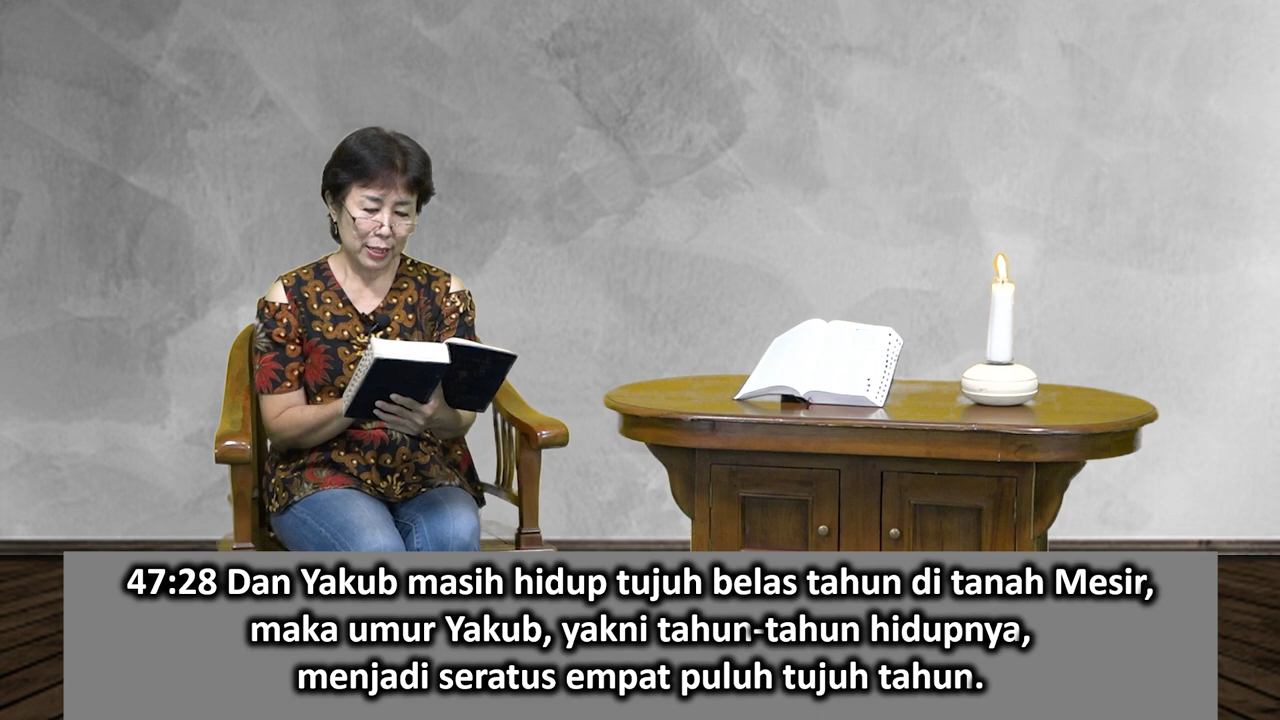 47:28 Dan Yakub masih hidup tujuh belas tahun di tanah Mesir,
maka umur Yakub, yakni tahun-tahun hidupnya,
menjadi seratus empat puluh tujuh tahun.